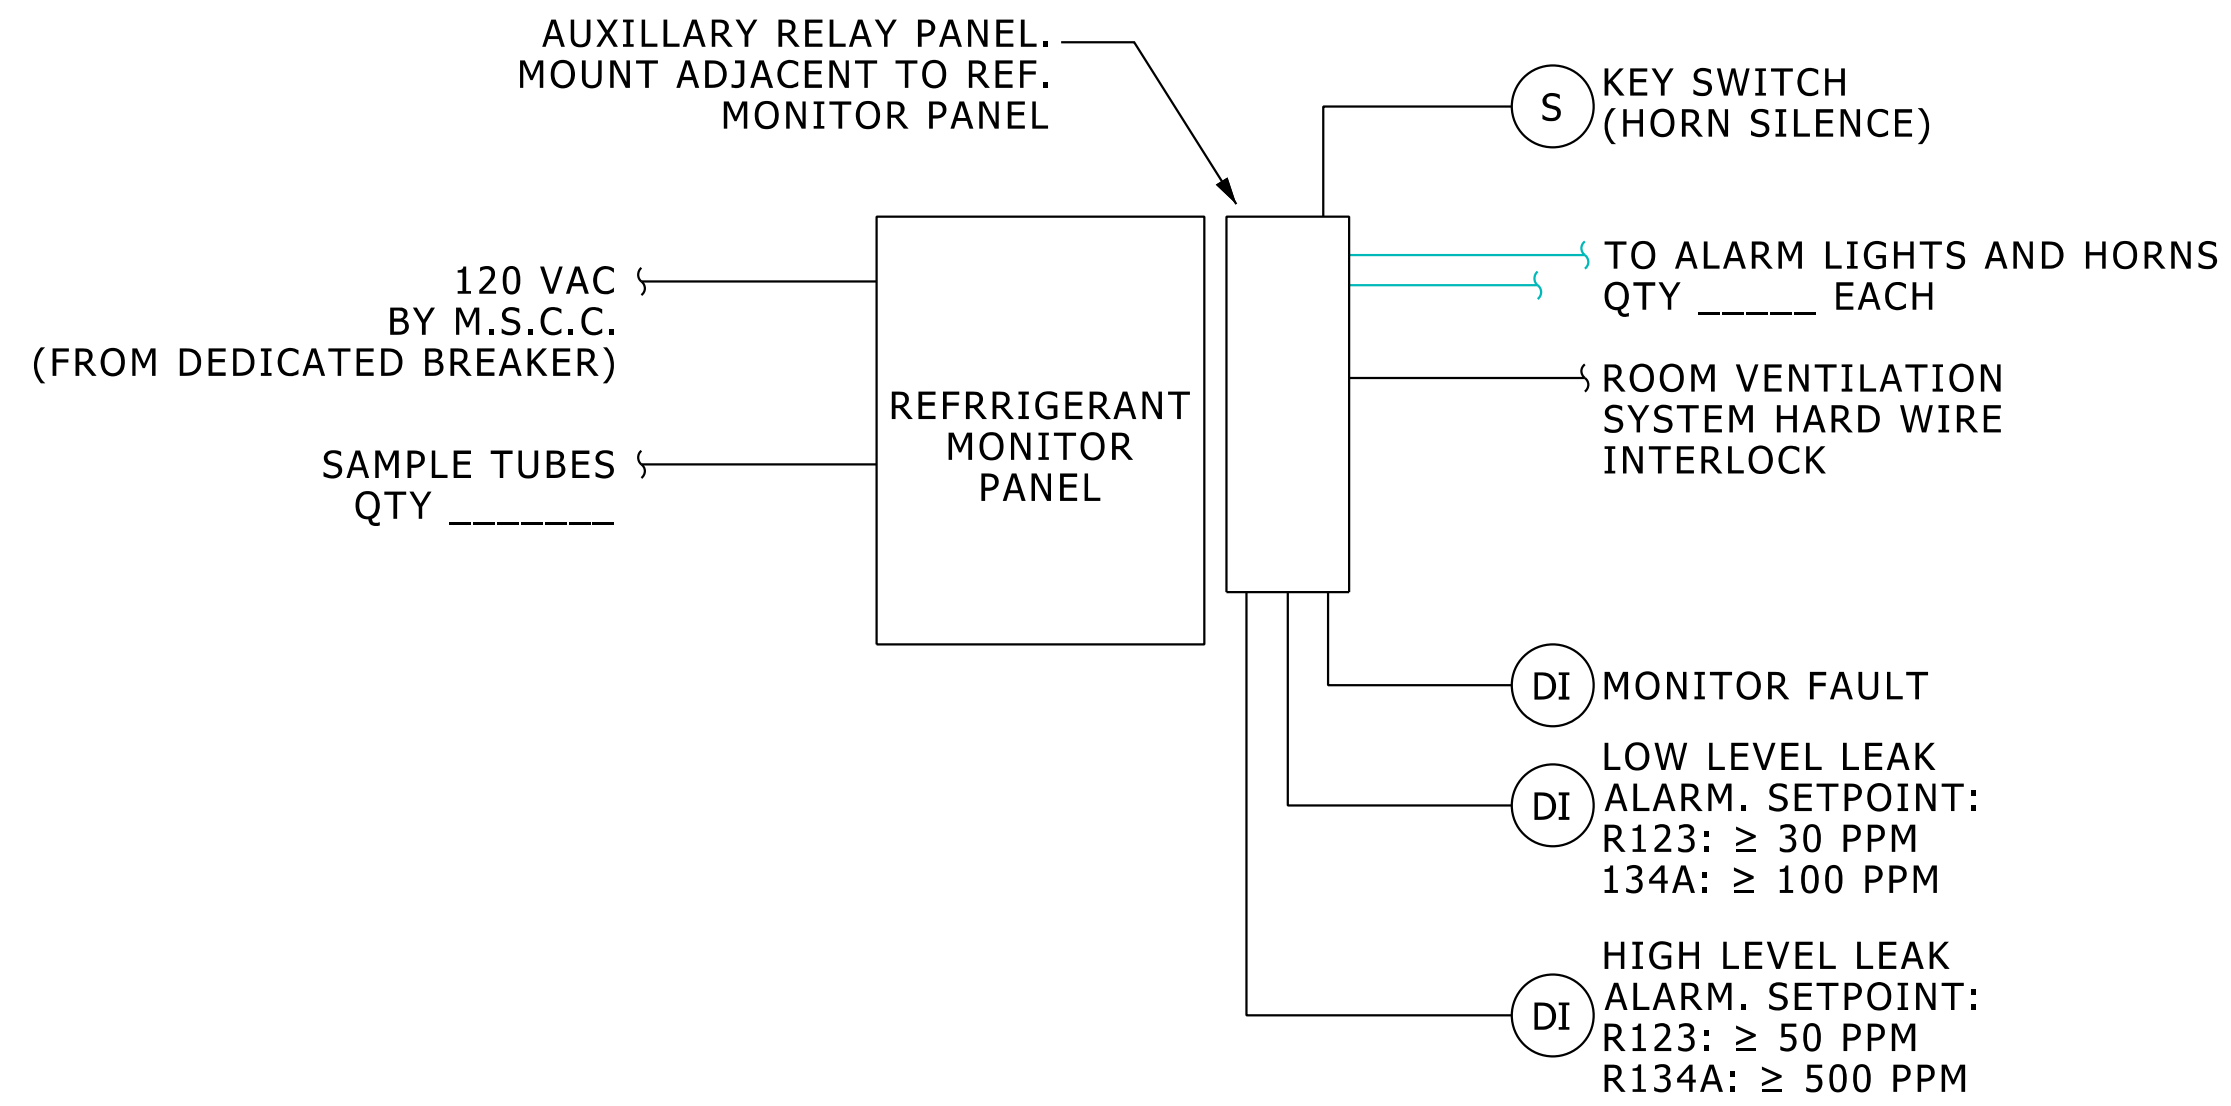 AUXILLARY RELAY PANEL.
MOUNT ADJACENT TO REF.
MONITOR PANEL
S
KEY SWITCH
(HORN SILENCE)
120 VAC
BY M.S.C.C.
(FROM DEDICATED BREAKER)
SAMPLE TUBES
QTY _______
REFRRIGERANT
MONITOR
PANEL
TO ALARM LIGHTS AND HORNS
QTY _____ EACH
ROOM VENTILATION
SYSTEM HARD WIRE
INTERLOCK
DI
MONITOR FAULT
DI
LOW LEVEL LEAK
ALARM. SETPOINT:
R123: ≥ 30 PPM
134A: ≥ 100 PPM
DI
HIGH LEVEL LEAK
ALARM. SETPOINT:
R123: ≥ 50 PPM
R134A: ≥ 500 PPM